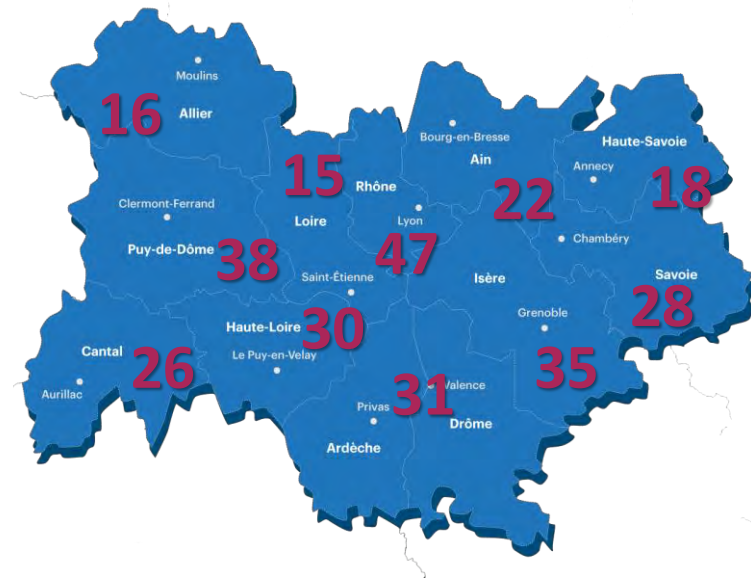 Moulins
16
Allier
Bourg-en-Bresse
Ain
Haute-Savoie
Annecy
18
15
Rhône
22
Clermont-Ferrand
Loire
Lyon
Chambéry
Puy-de-Dôme
38
47
Saint-Étienne
Isère
Savoie
28
Haute-Loire
30
Grenoble
Cantal
26
Le Puy-en-Velay
35
Aurillac
31
Valence
Privas
Drôme
Ardèche